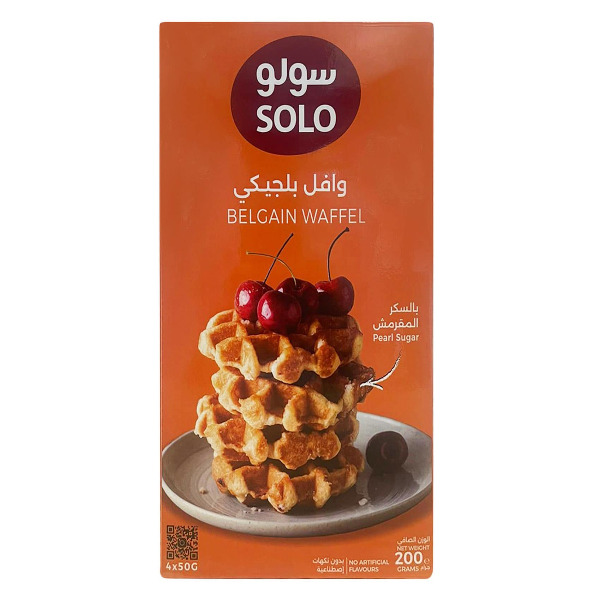 سولو
SOLO
وافل بلجيكي
BELGAIN WAFFEL
بالسكر
المقرمش
Pearl Sugar
4x50G
بدون نكهات
إصطناعية
NO ARTIFICIAL
FLAVOURS
الوزن الصافي
NET WEIGHT
200 جرام
GRAMS